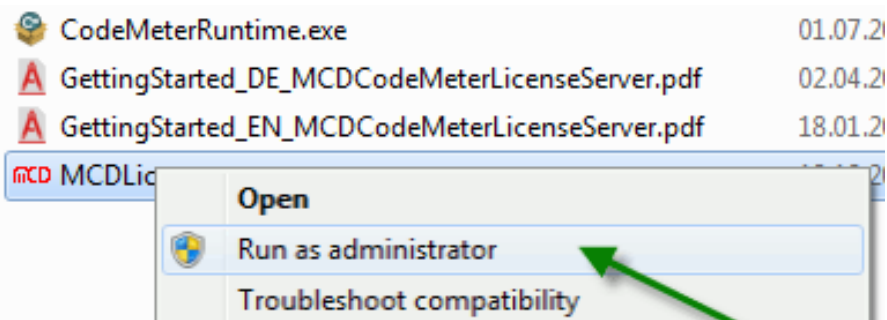 CodeMeterRuntime.exe 01.07.20
GettingStarted_DE_MCDCodeMeterLicenseServer.pdf 02.04.20
GettingStarted_EN_MCDCodeMeterLicenseServer.pdf 18.01.20
mCD MCDLic
Open
Run as administrator
Troubleshoot compatibility